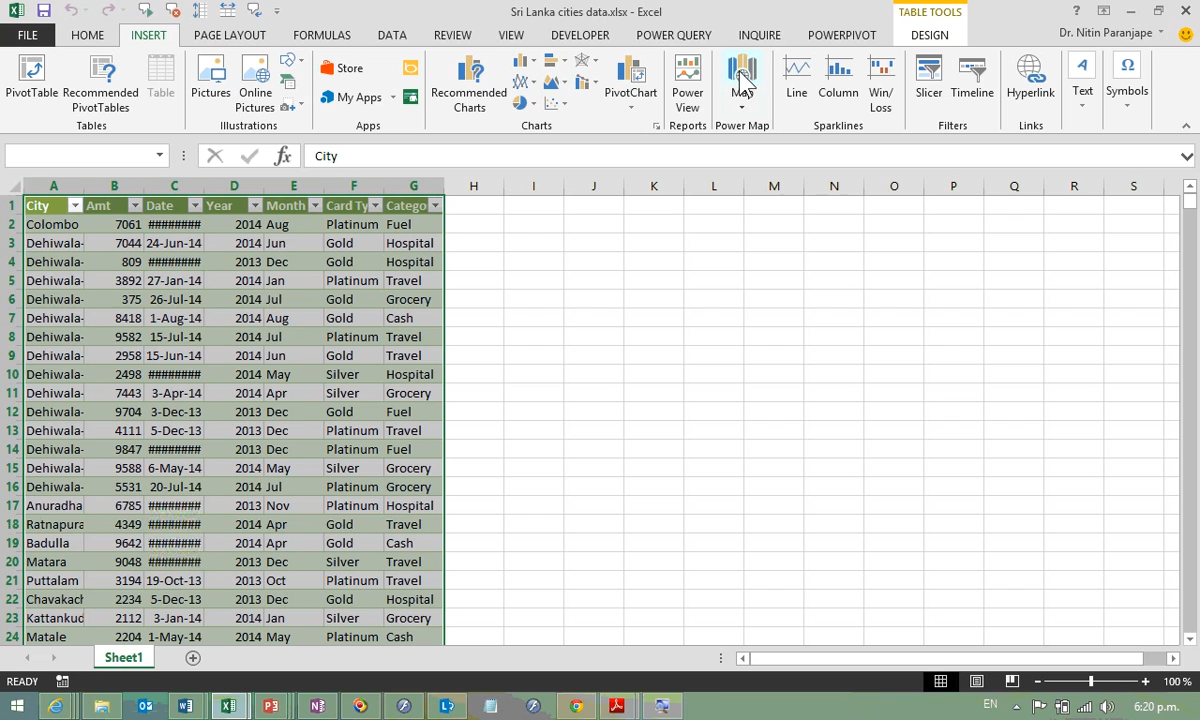 Sri Lanka cities data.xlsx - Excel
TABLE TOOLS
FILE HOME INSERT PAGE LAYOUT FORMULAS DATA REVIEW VIEW DEVELOPER POWER QUERY INQUIRE POWERPIVOT DESIGN Dr. Nitin Paranjape
PivotTable Recommended PivotTables Table Pictures Online Pictures Store My Apps Recommended Charts PivotChart Power View Map Line Column Win/Loss Slicer Timeline Hyperlink Text Symbols
Tables Illustrations Apps Charts Reports Power Map Sparklines Filters Links
fx City
A B C D E F G H I J K L M N O P Q R S
1 City Amt Date Year Month Card Ty Catego
2 Colombo 7061 ######## 2014 Aug Platinum Fuel
3 Dehiwala- 7044 24-Jun-14 2014 Jun Gold Hospital
4 Dehiwala- 809 ######## 2013 Dec Gold Hospital
5 Dehiwala- 3892 27-Jan-14 2014 Jan Platinum Travel
6 Dehiwala- 375 26-Jul-14 2014 Jul Gold Grocery
7 Dehiwala- 8418 1-Aug-14 2014 Aug Gold Cash
8 Dehiwala- 9582 15-Jul-14 2014 Jul Platinum Travel
9 Dehiwala- 2958 15-Jun-14 2014 Jun Gold Travel
10 Dehiwala- 2498 ######## 2014 May Silver Hospital
11 Dehiwala- 7443 3-Apr-14 2014 Apr Silver Grocery
12 Dehiwala- 9704 3-Dec-13 2013 Dec Gold Fuel
13 Dehiwala- 4111 5-Dec-13 2013 Dec Platinum Travel
14 Dehiwala- 9847 ######## 2013 Dec Platinum Fuel
15 Dehiwala- 9588 6-May-14 2014 May Silver Grocery
16 Dehiwala- 5531 20-Jul-14 2014 Jul Platinum Grocery
17 Anuradha 6785 ######## 2013 Nov Platinum Hospital
18 Ratnapura 4349 ######## 2014 Apr Gold Travel
19 Badulla 9642 ######## 2014 Apr Gold Cash
20 Matara 9048 ######## 2013 Dec Silver Travel
21 Puttalam 3194 19-Oct-13 2013 Oct Platinum Travel
22 Chavakach 2234 5-Dec-13 2013 Dec Gold Hospital
23 Kattankud 2112 3-Jan-14 2014 Jan Silver Grocery
24 Matale 2204 1-May-14 2014 May Platinum Cash
Sheet1
READY 100 %
EN 6:20 p.m.